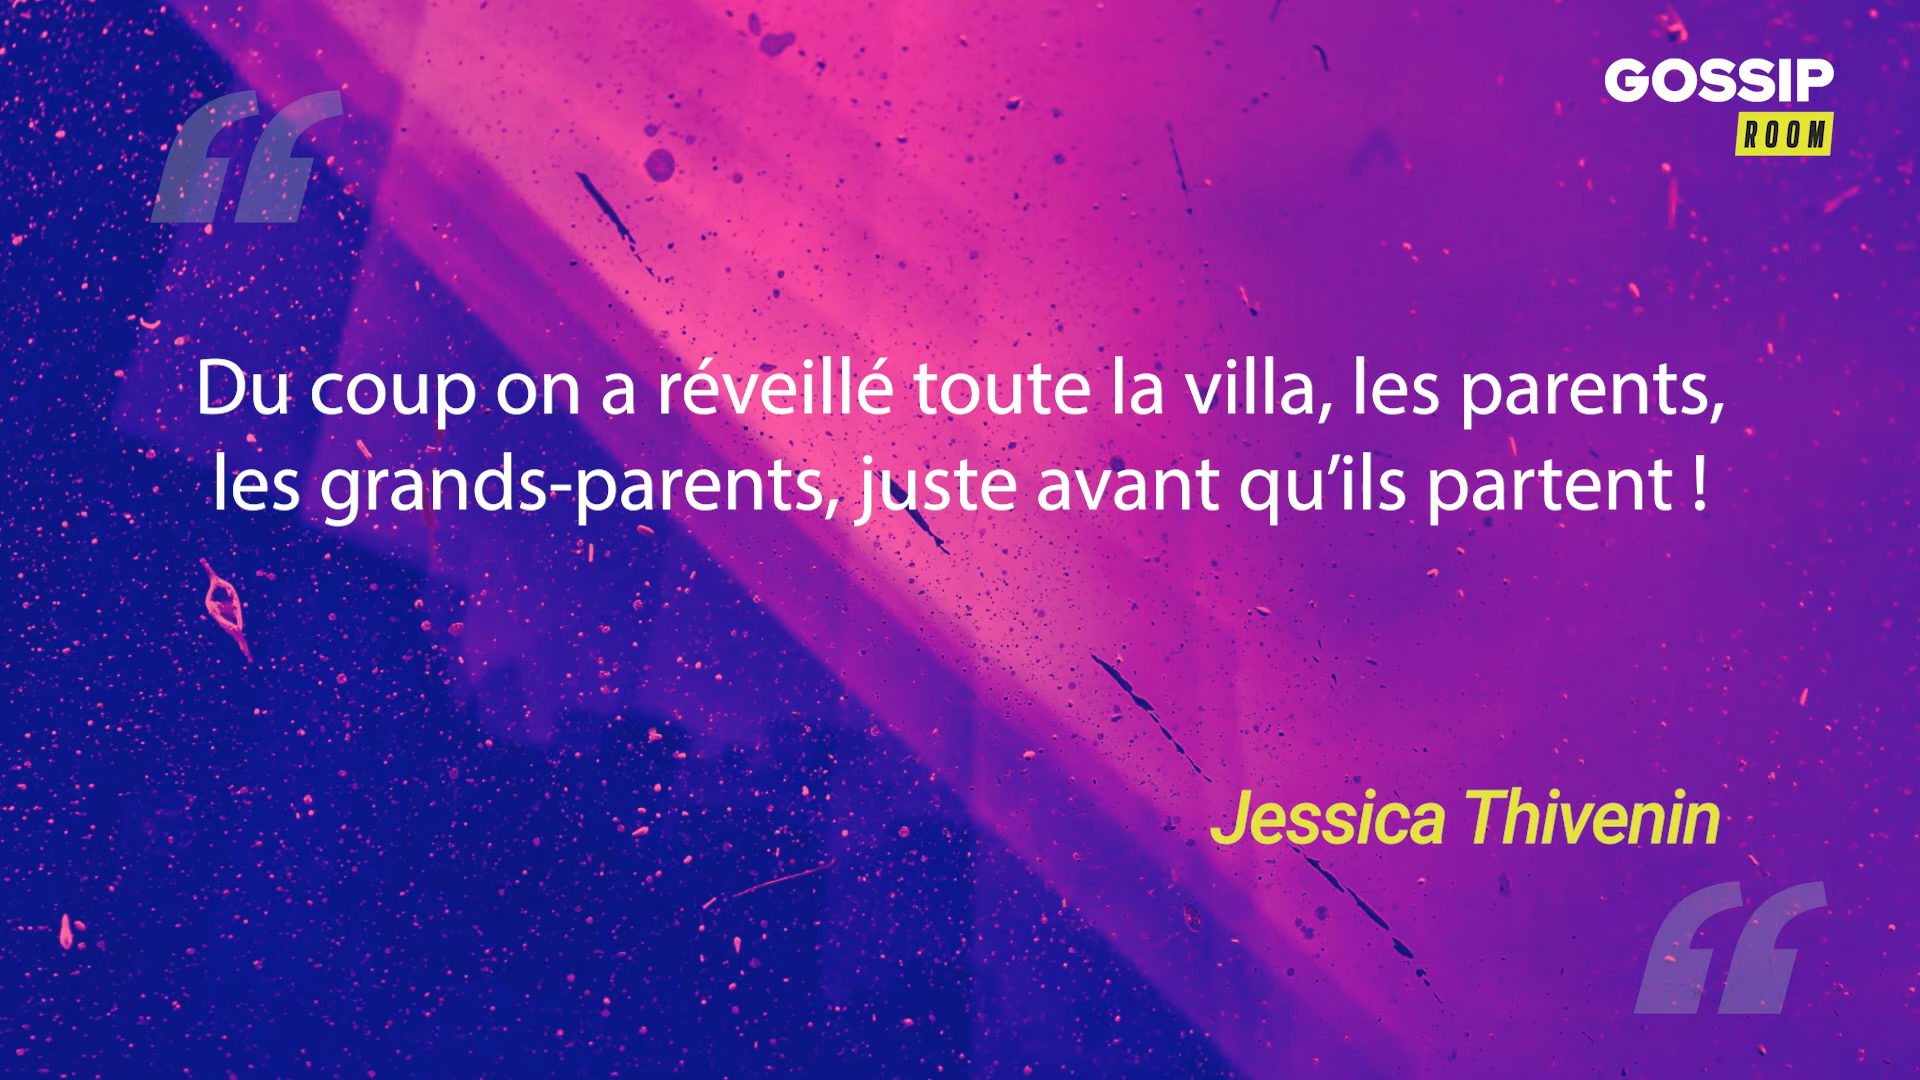 GOSSIP
ROOM
Du coup on a réveillé toute la villa, les parents,
les grands-parents, juste avant qu’ils partent !
Jessica Thivenin